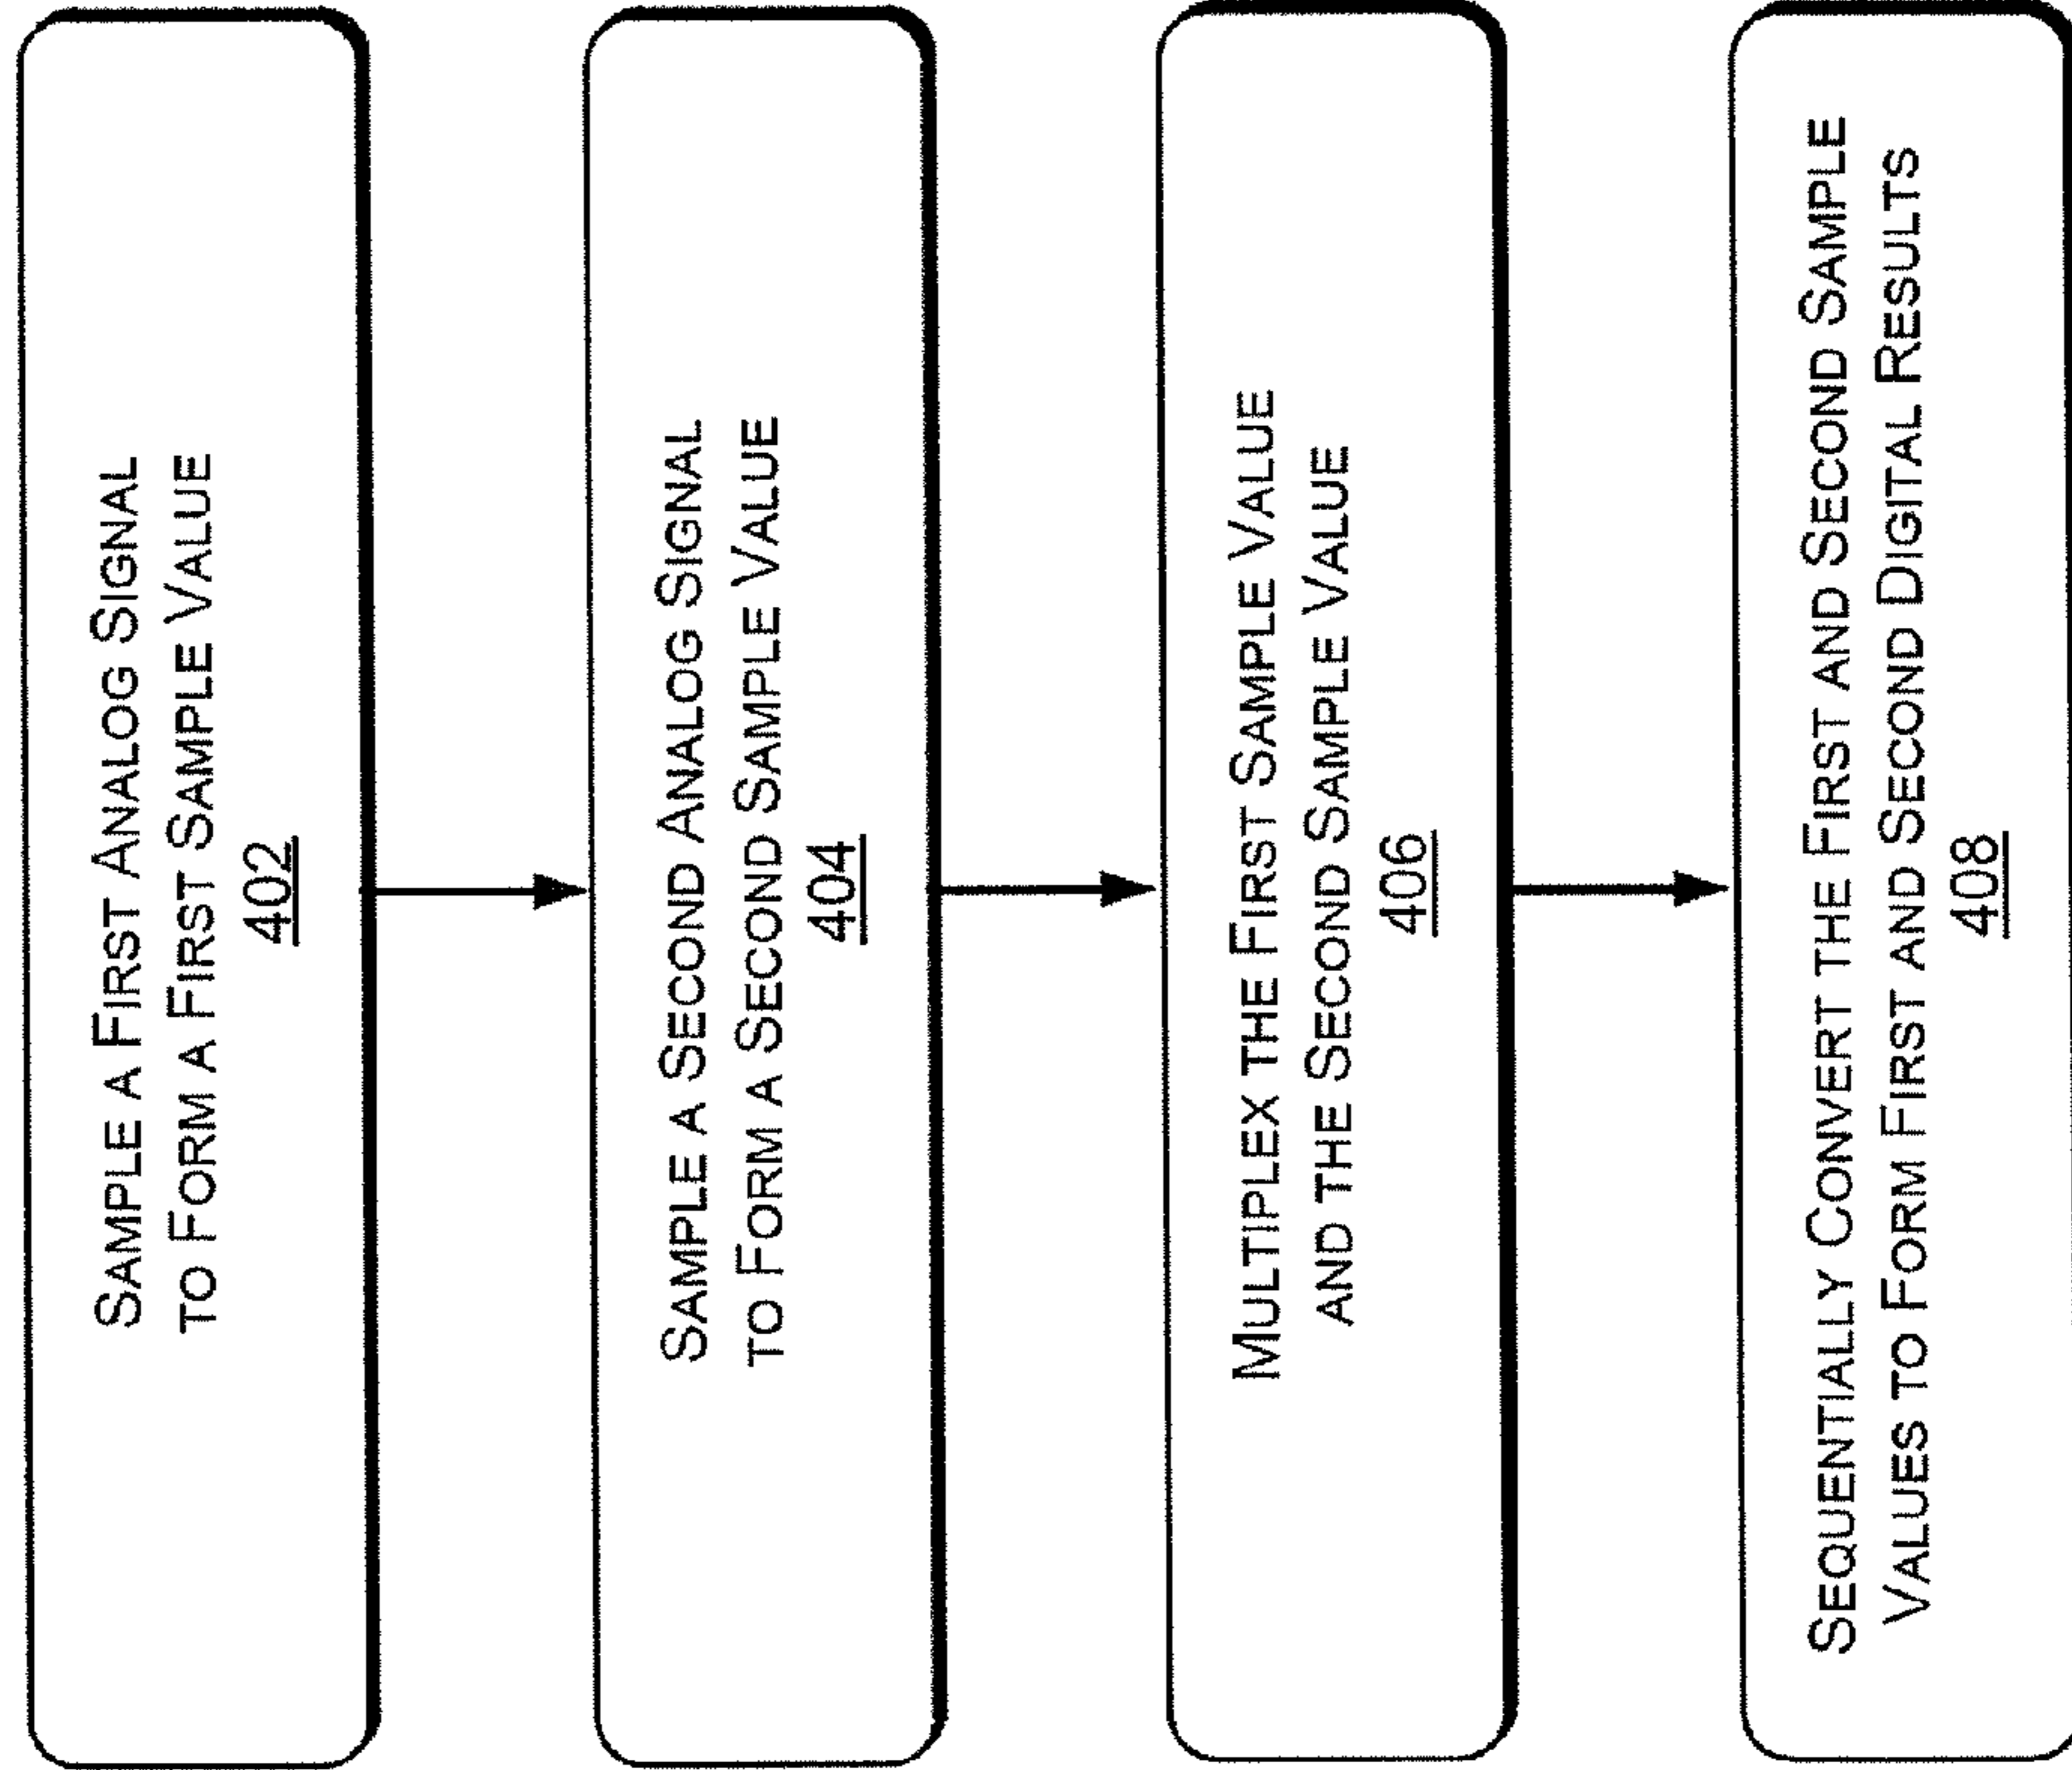 SAMPLE A FIRST ANALOG SIGNAL
TO FORM A FIRST SAMPLE VALUE
402
SAMPLE A SECOND ANALOG SIGNAL
TO FORM A SECOND SAMPLE VALUE
404
MULTIPLEX THE FIRST SAMPLE VALUE
AND THE SECOND SAMPLE VALUE
406
SEQUENTIALLY CONVERT THE FIRST AND SECOND SAMPLE
VALUES TO FORM FIRST AND SECOND DIGITAL RESULTS
408